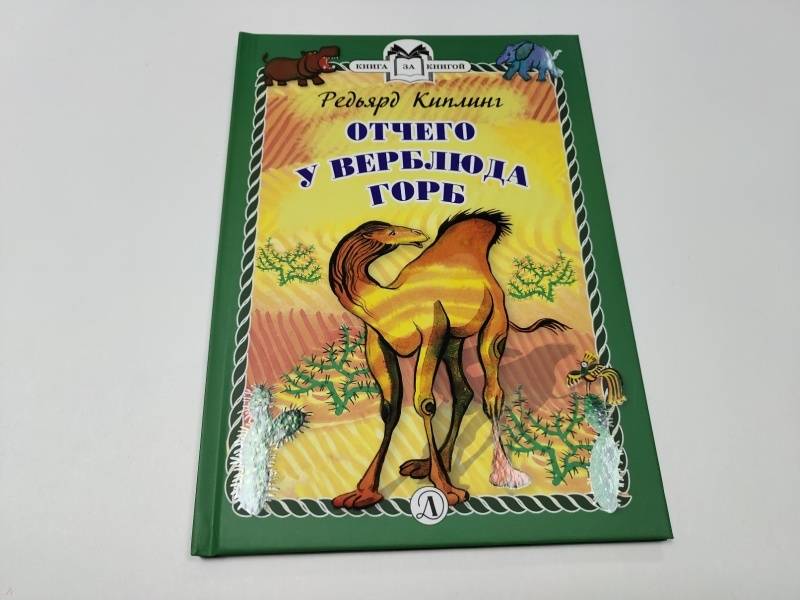 КНИГА ЗА КНИГОЙ
Редьярд Киплинг
ОТЧЕГО
У ВЕРБЛЮДА
ГОРБ
Д